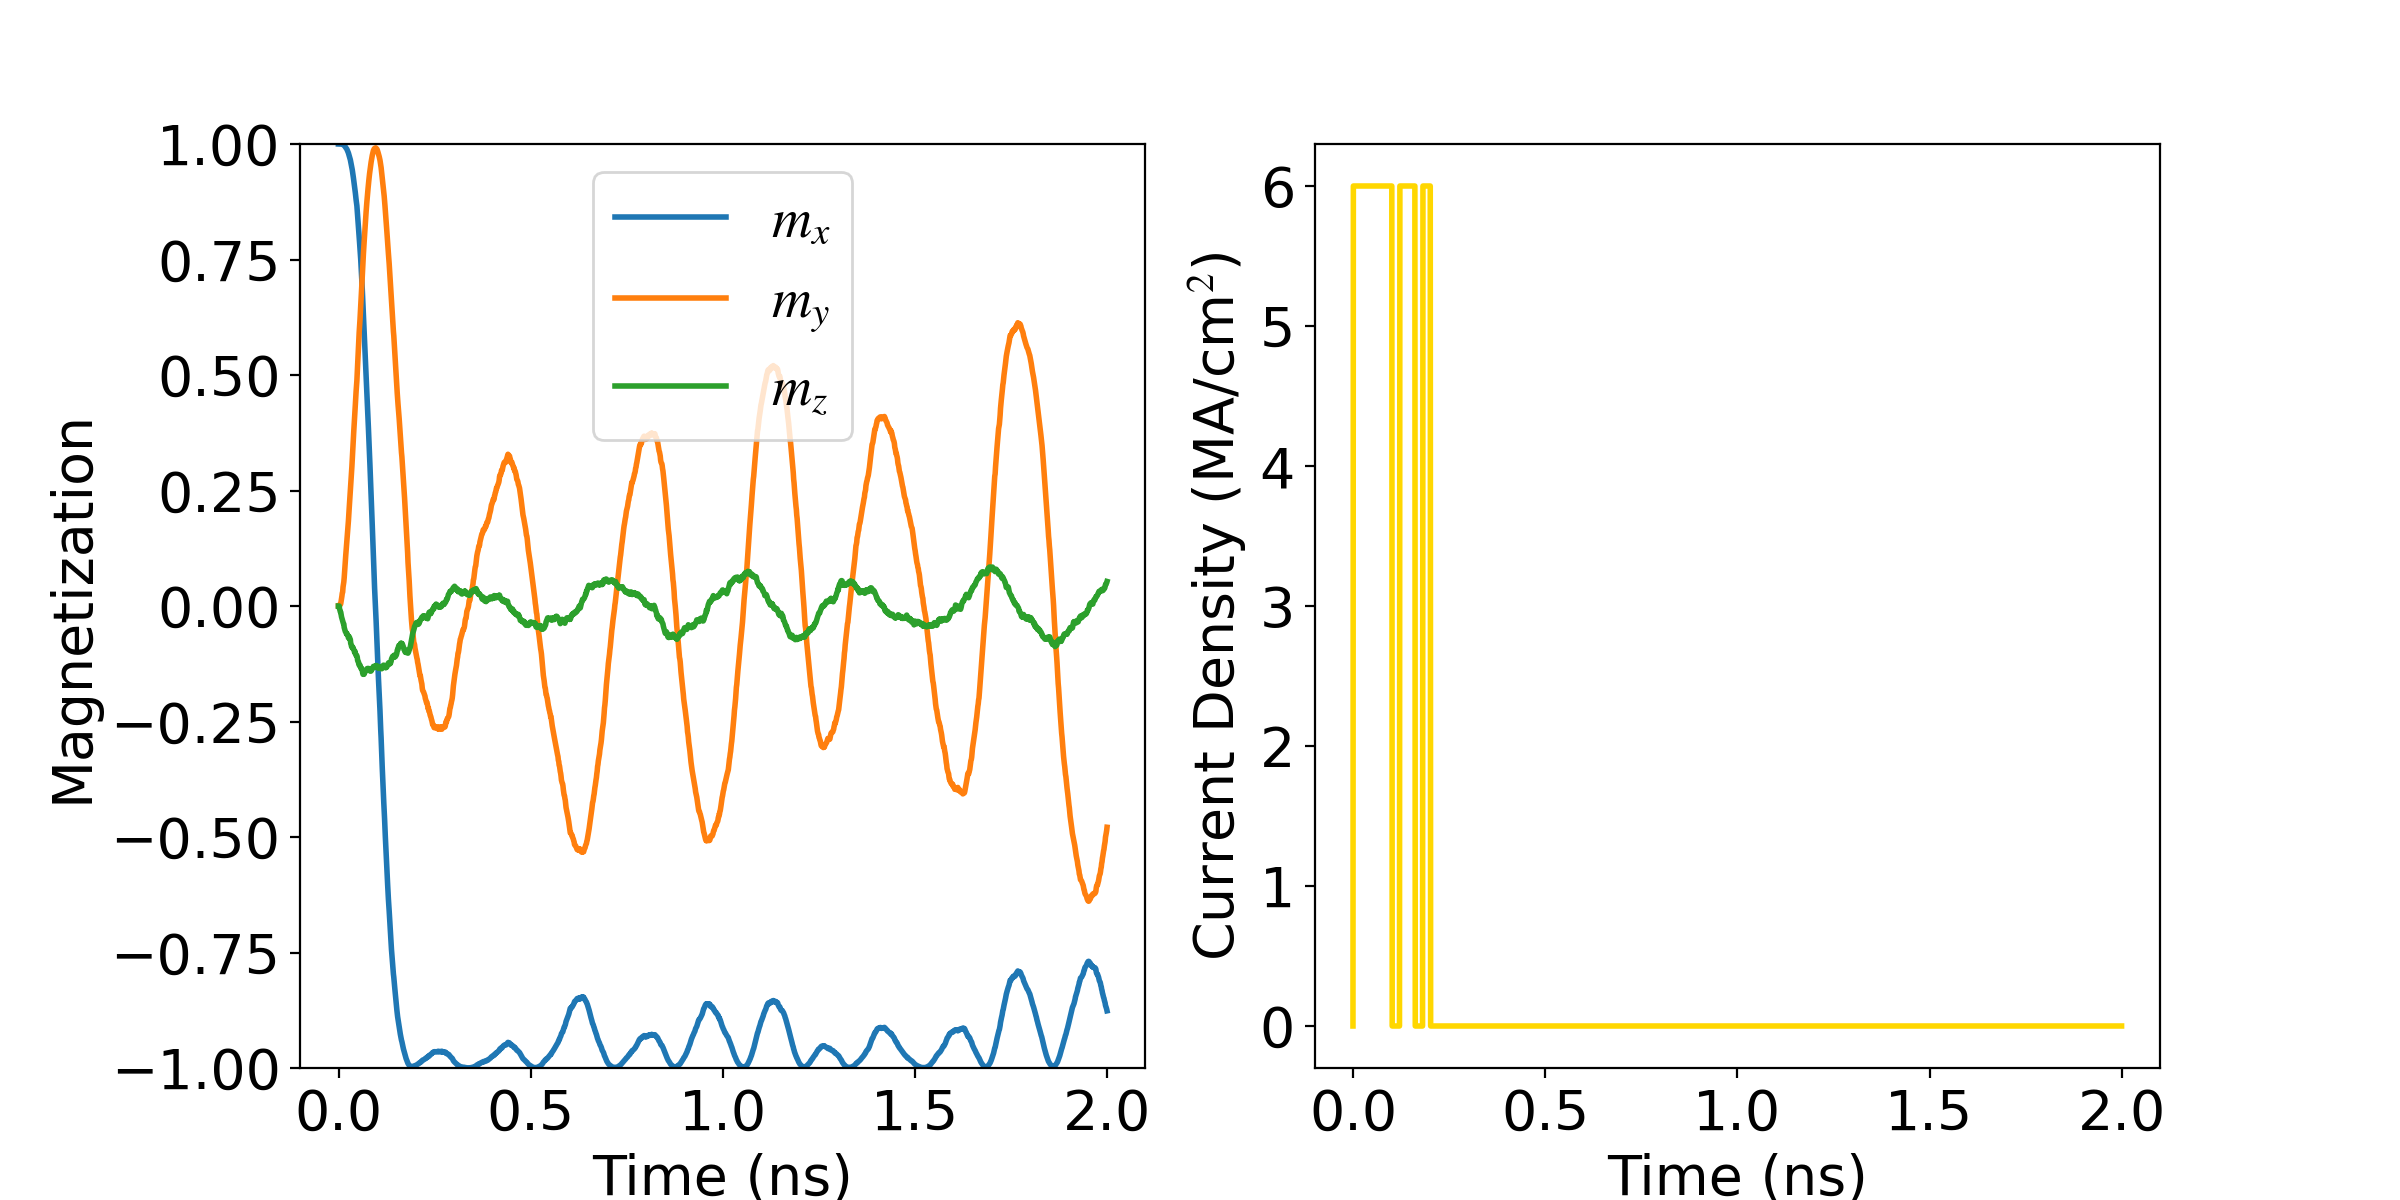 1.00
0.75
0.50
0.25
0.00
−0.25
−0.50
−0.75
−1.00
Magnetization
0.0 0.5 1.0 1.5 2.0
Time (ns)
m_x
m_y
m_z
6
5
4
3
2
1
0
Current Density (MA/cm²)
0.0 0.5 1.0 1.5 2.0
Time (ns)